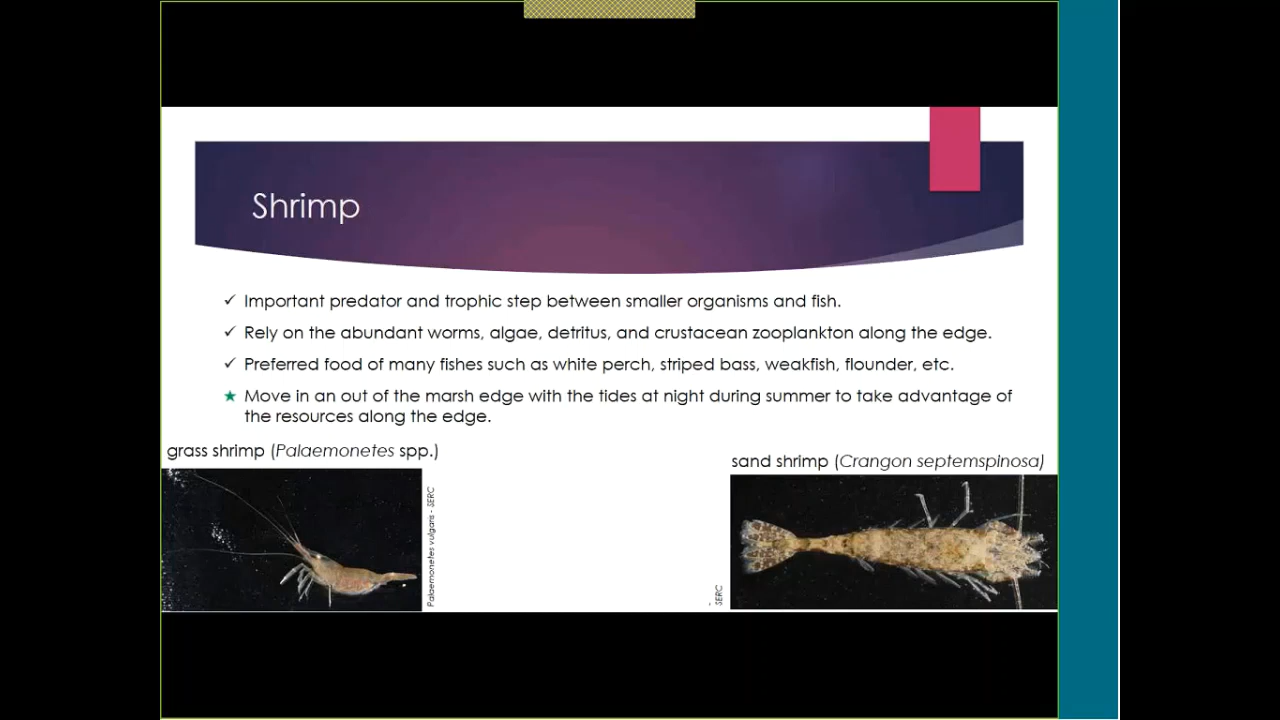 Shrimp
✓ Important predator and trophic step between smaller organisms and fish.
✓ Rely on the abundant worms, algae, detritus, and crustacean zooplankton along the edge.
✓ Preferred food of many fishes such as white perch, striped bass, weakfish, flounder, etc.
★ Move in an out of the marsh edge with the tides at night during summer to take advantage of
the resources along the edge.
grass shrimp (Palaemonetes spp.)
sand shrimp (Crangon septemspinosa)
Palaemonetes vulgaris - SERC
- SERC